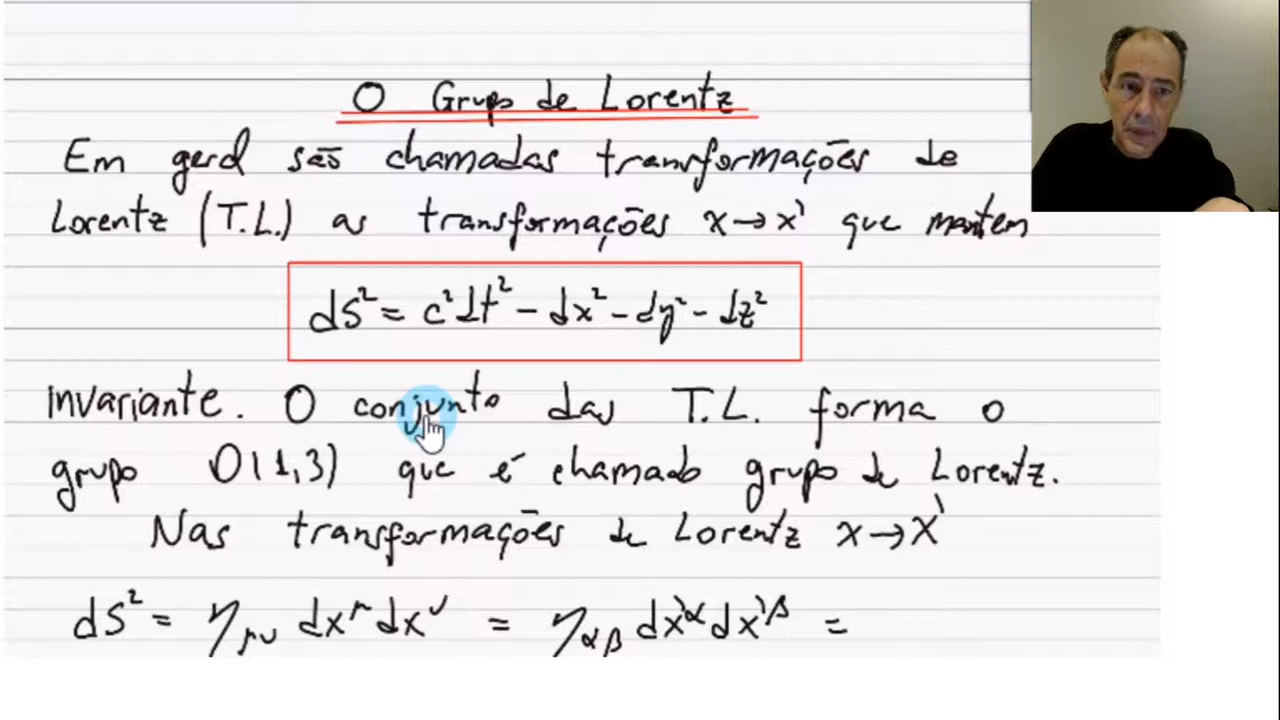 O Grupo de Lorentz
Em geral são chamadas transformações de
Lorentz (T.L.) as transformações x→x' que mantem
ds² = c²dt² - dx² - dy² - dz²
invariante. O conjunto das T.L. forma o
grupo O(1,3) que é chamado grupo de Lorentz.
Nas transformações de Lorentz x→x'
ds² = η_μν dx^μ dx^ν = η_αβ dx'^α dx'^β =